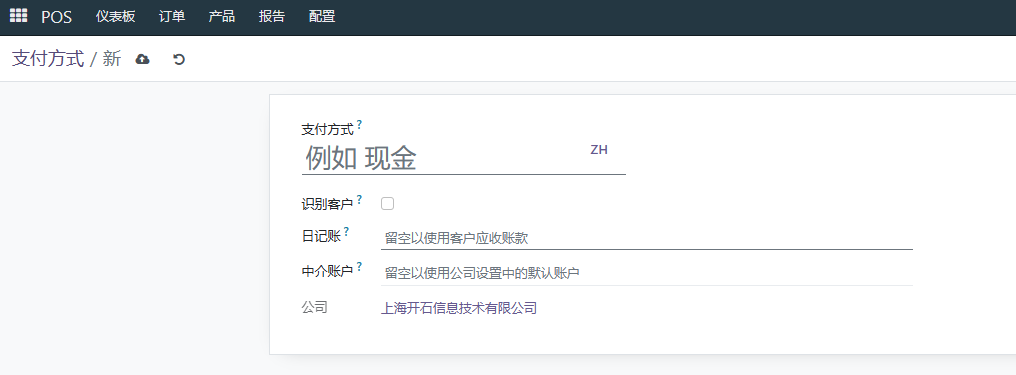 POS 仪表板 订单 产品 报告 配置
支付方式 / 新
支付方式 ?
例如 现金 ZH
识别客户 ?
日记账 ? 留空以使用客户应收账款
中介账户 ? 留空以使用公司设置中的默认账户
公司 上海开石信息技术有限公司